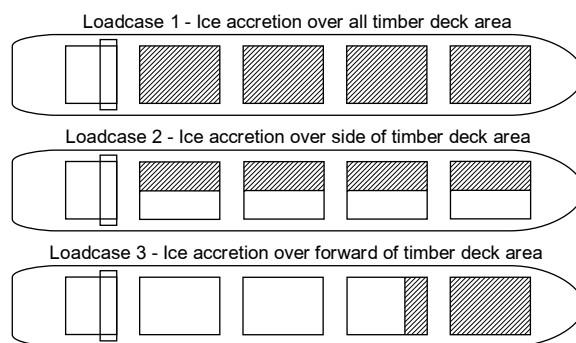 Loadcase 1 - Ice accretion over all timber deck area
Loadcase 2 - Ice accretion over side of timber deck area
Loadcase 3 - Ice accretion over forward of timber deck area